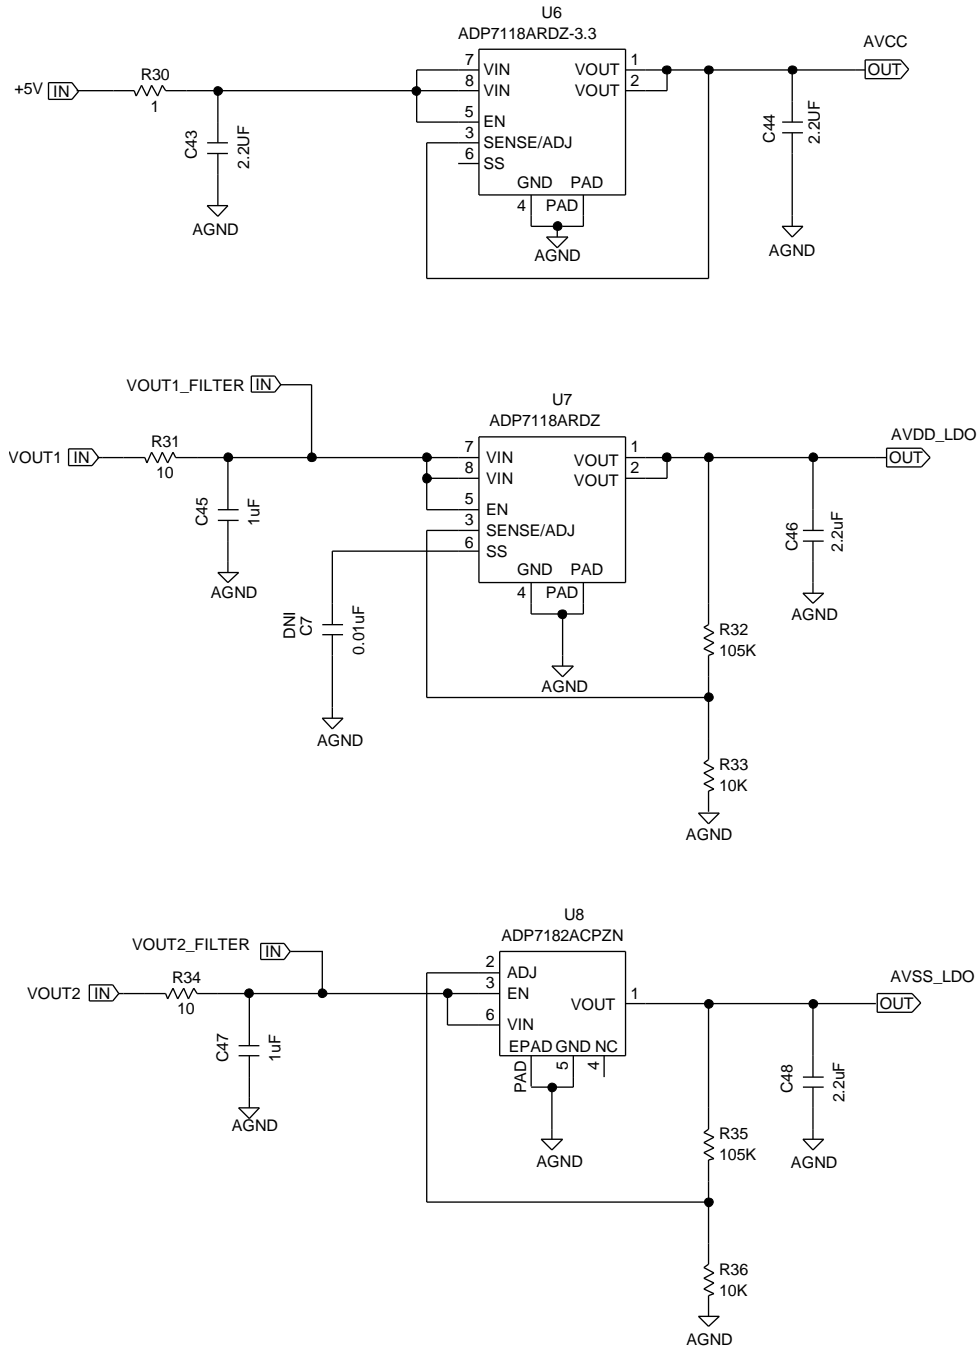 U6
ADP7118ARDZ-3.3
AVCC
+5V IN
R30
1
C43
2.2UF
AGND
7 VIN
8 VIN
5 EN
3 SENSE/ADJ
6 SS
VOUT 1
VOUT 2
GND PAD
4 PAD
AGND
C44
2.2UF
AGND
OUT
VOUT1_FILTER IN
VOUT1 IN
R31
10
C45
1uF
AGND
U7
ADP7118ARDZ
7 VIN
8 VIN
5 EN
3 SENSE/ADJ
6 SS
VOUT 1
VOUT 2
GND PAD
4 PAD
AGND
DNI
C7
0.01uF
AGND
AVDD_LDO
OUT
C46
2.2uF
AGND
R32
105K
R33
10K
AGND
U8
ADP7182ACPZN
VOUT2_FILTER IN
VOUT2 IN
R34
10
C47
1uF
AGND
2 ADJ
3 EN
6 VIN
VOUT 1
EPAD GND NC
PAD 5 4
AGND
AVSS_LDO
OUT
C48
2.2uF
AGND
R35
105K
R36
10K
AGND